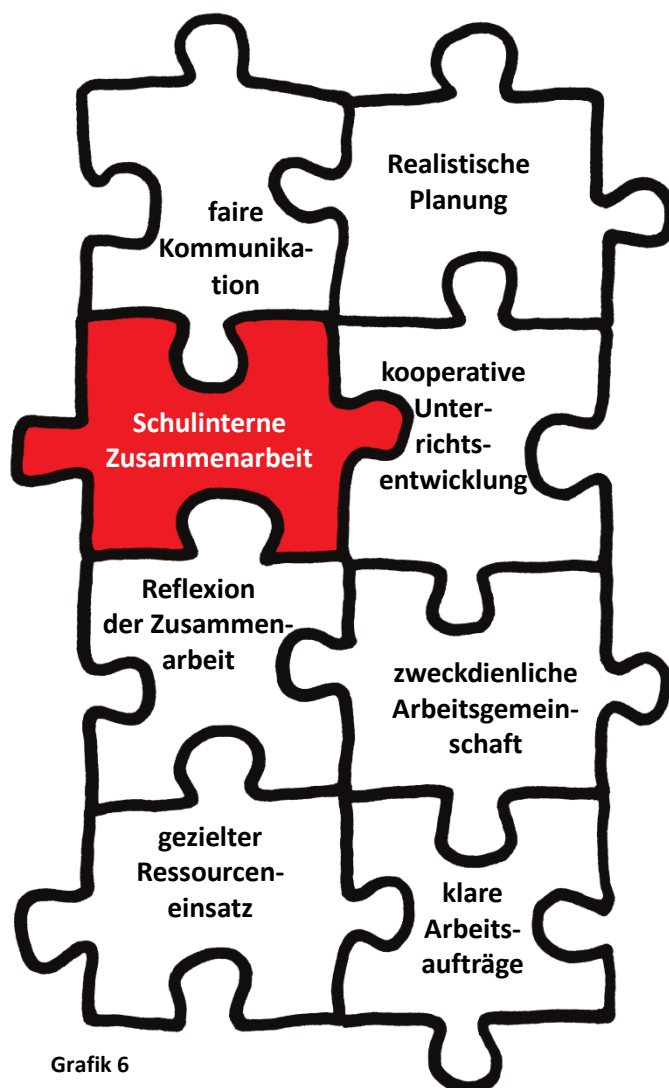 Realistische
Planung
faire
Kommunika-
tion
Schulinterne
Zusammenarbeit
kooperative
Unter-
richts-
entwicklung
Reflexion
der Zusammen-
arbeit
zweckdienliche
Arbeitsgemein-
schaft
gezielter
Ressourcen-
einsatz
klare
Arbeits-
aufträge
Grafik 6